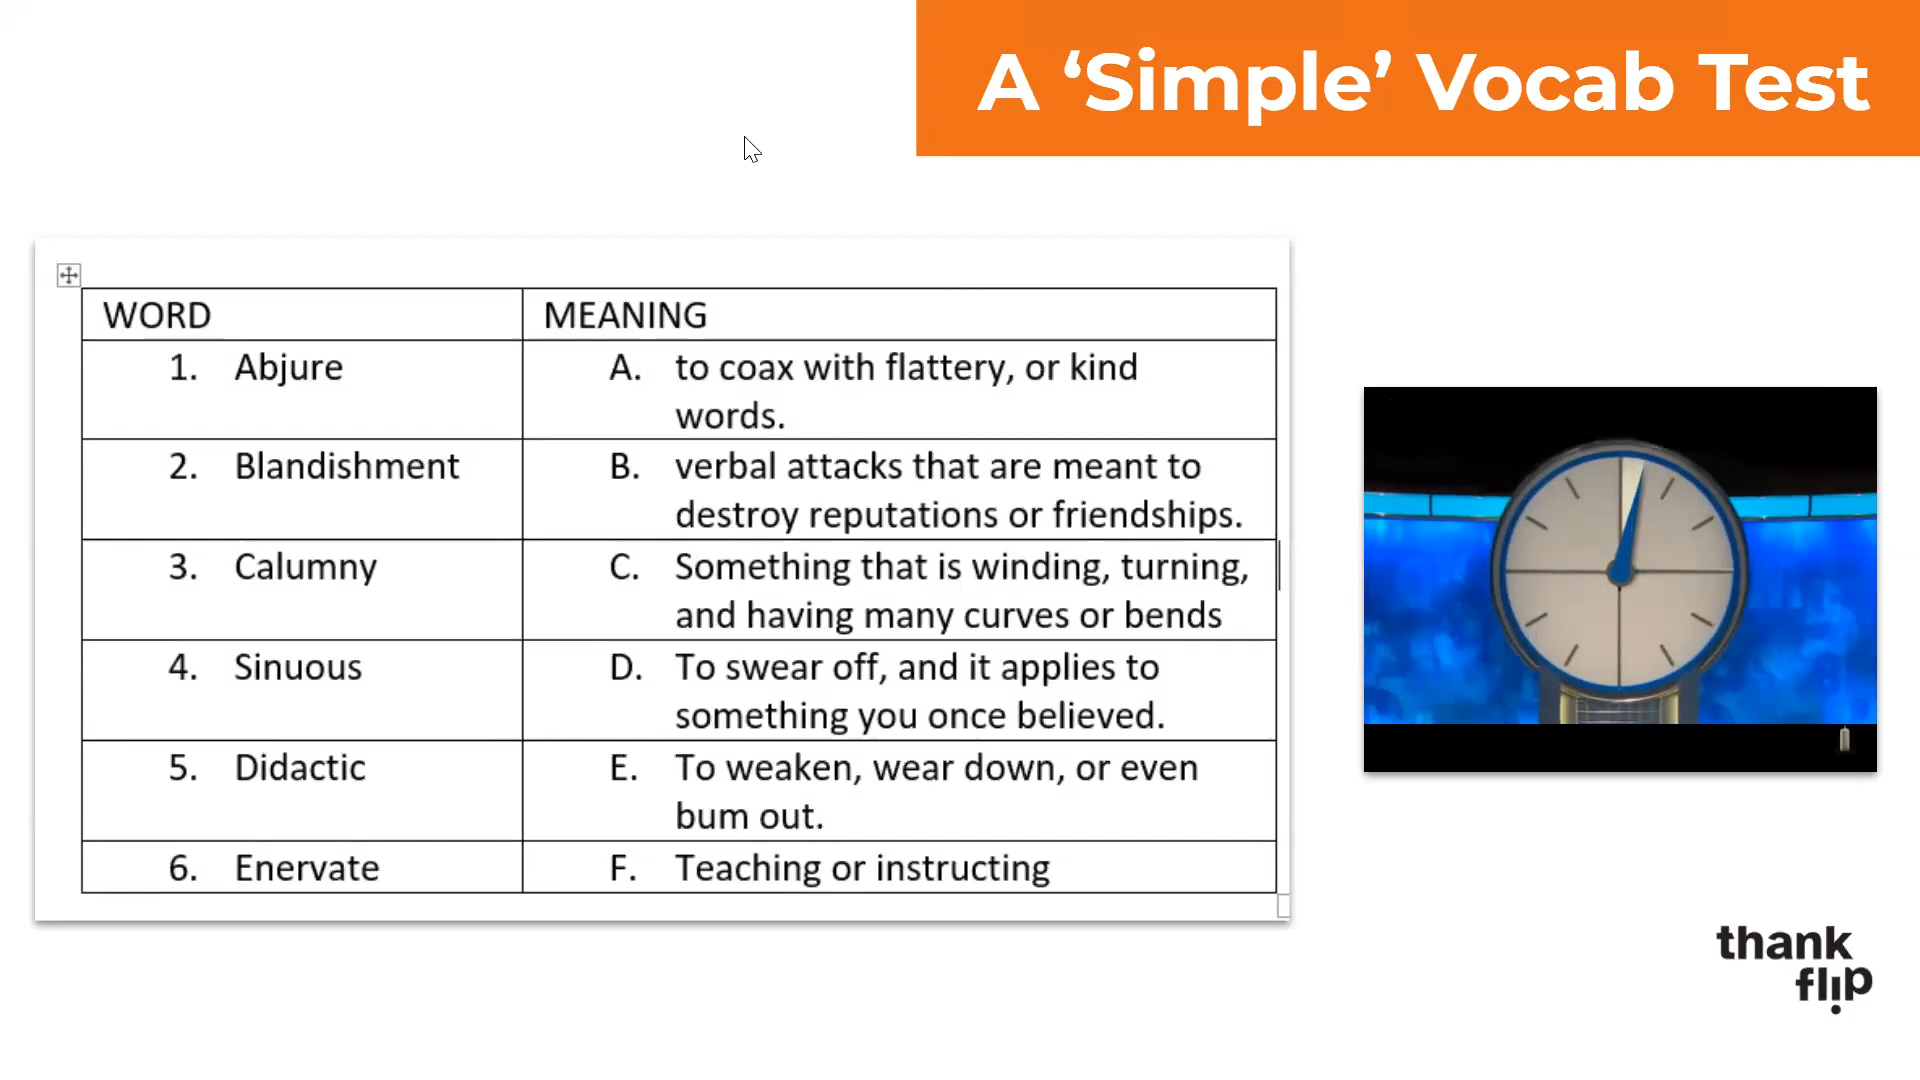 A ‘Simple’ Vocab Test
WORD MEANING
1. Abjure A. to coax with flattery, or kind
words.
2. Blandishment B. verbal attacks that are meant to
destroy reputations or friendships.
3. Calumny C. Something that is winding, turning,
and having many curves or bends
4. Sinuous D. To swear off, and it applies to
something you once believed.
5. Didactic E. To weaken, wear down, or even
bum out.
6. Enervate F. Teaching or instructing
thank
flip